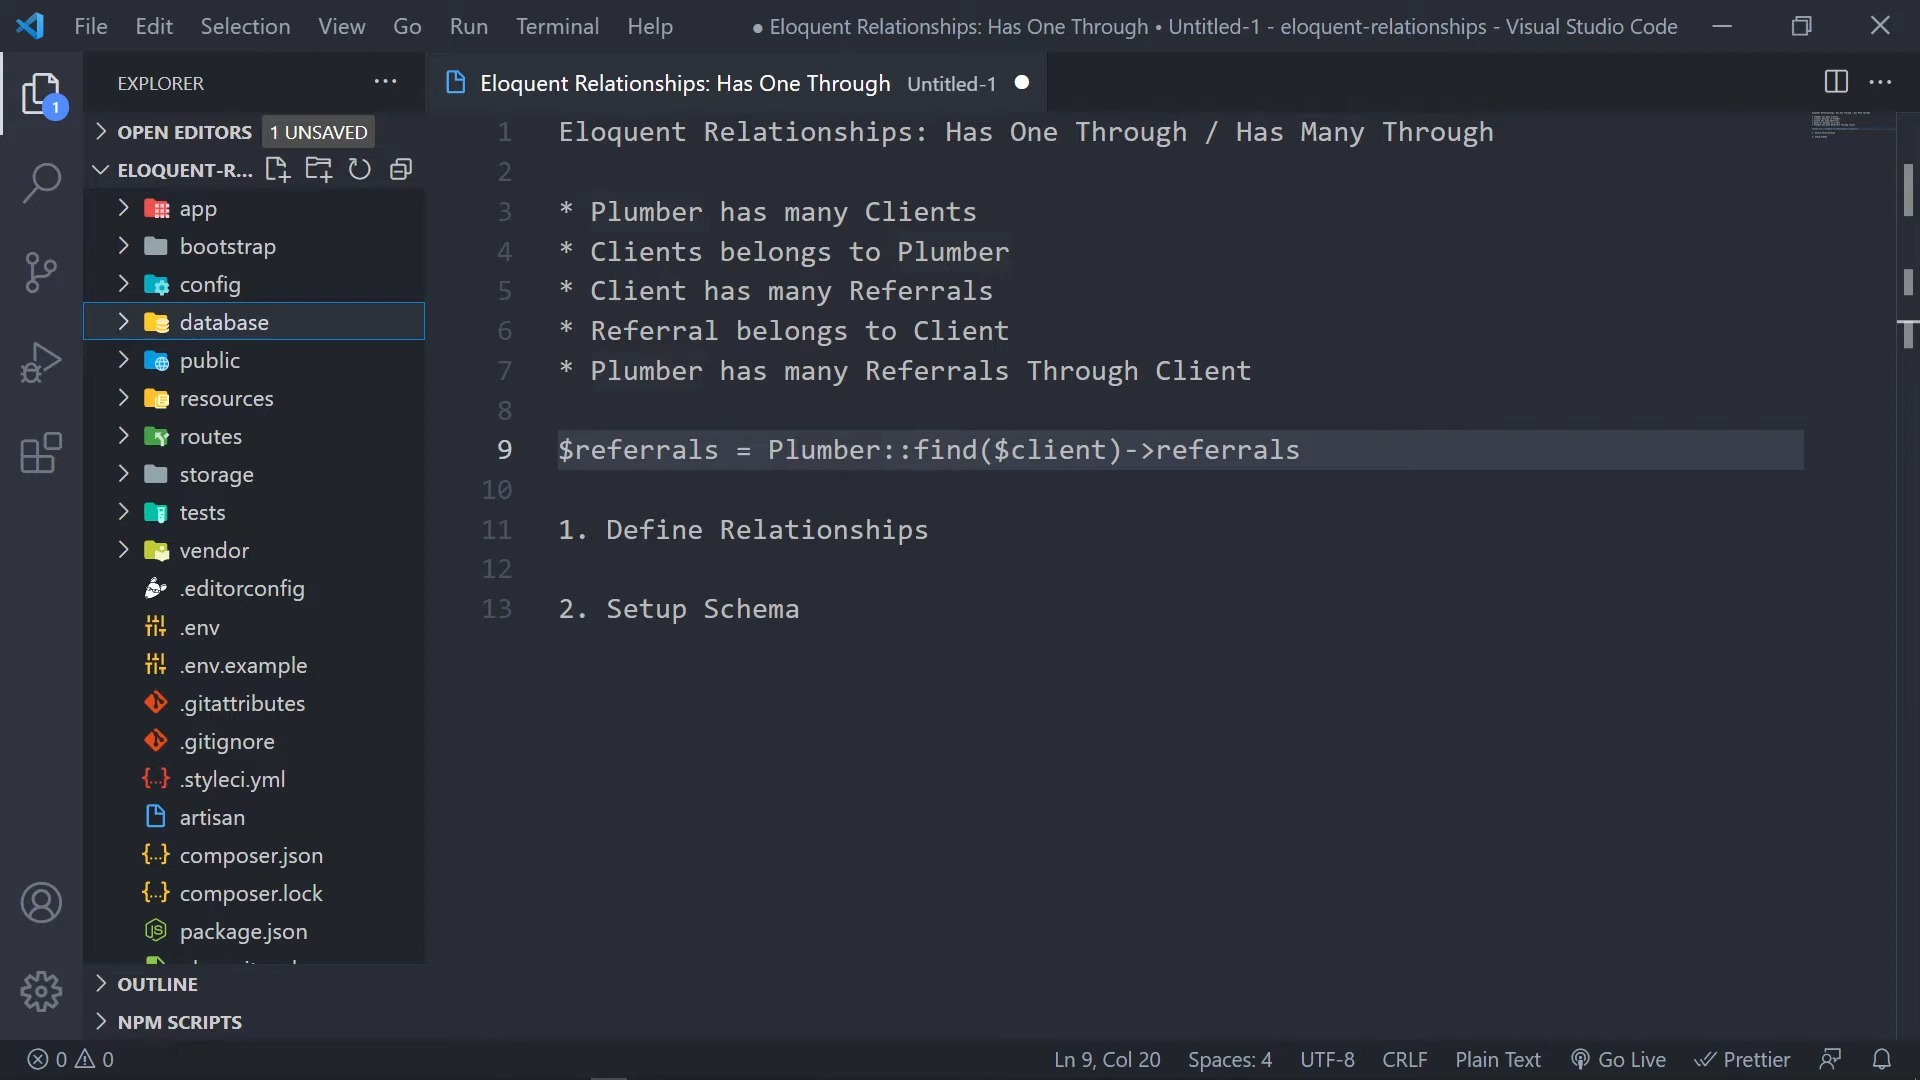 File Edit Selection View Go Run Terminal Help
● Eloquent Relationships: Has One Through • Untitled-1 - eloquent-relationships - Visual Studio Code
EXPLORER
Eloquent Relationships: Has One Through Untitled-1
OPEN EDITORS 1 UNSAVED
ELOQUENT-R...
1
app
bootstrap
config
database
public
resources
routes
storage
tests
vendor
.editorconfig
.env
.env.example
.gitattributes
.gitignore
.styleci.yml
artisan
composer.json
composer.lock
package.json
OUTLINE
NPM SCRIPTS
1 Eloquent Relationships: Has One Through / Has Many Through
2
3 * Plumber has many Clients
4 * Clients belongs to Plumber
5 * Client has many Referrals
6 * Referral belongs to Client
7 * Plumber has many Referrals Through Client
8
9 $referrals = Plumber::find($client)->referrals
10
11 1. Define Relationships
12
13 2. Setup Schema
0 0
Ln 9, Col 20 Spaces: 4 UTF-8 CRLF Plain Text Go Live Prettier